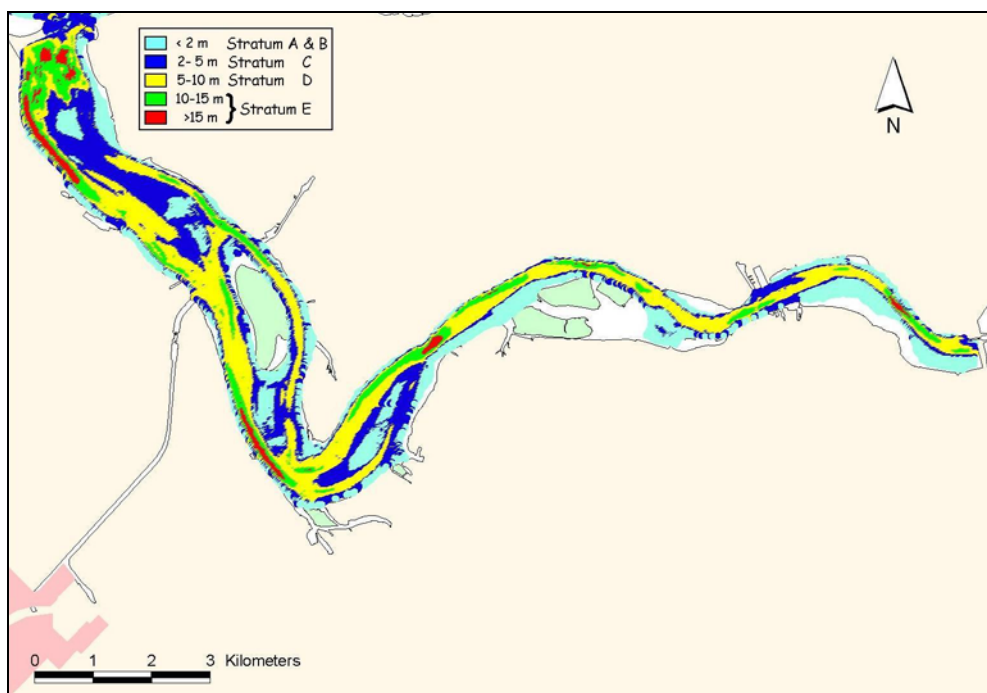 < 2 m Stratum A & B
2- 5 m Stratum C
5-10 m Stratum D
10-15 m } Stratum E
>15 m
N
0 1 2 3 Kilometers